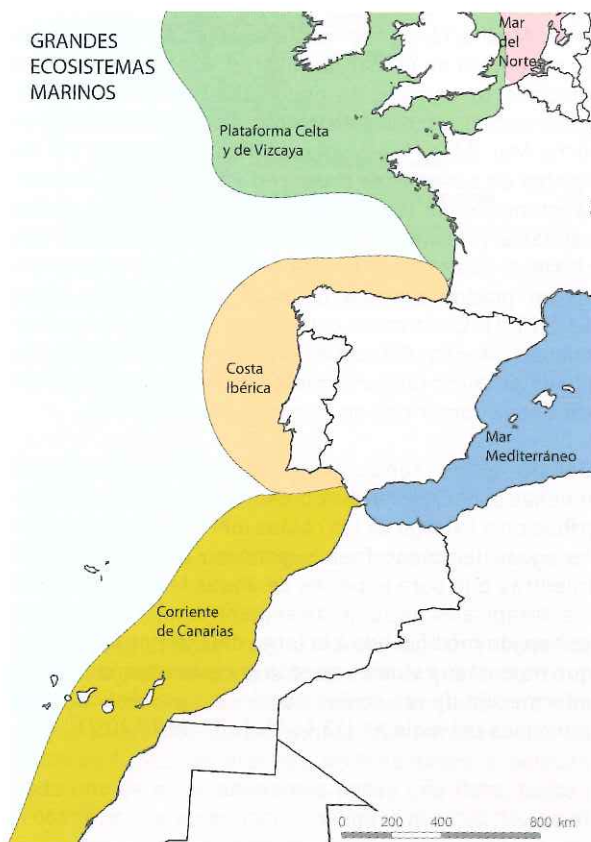 GRANDES
ECOSISTEMAS
MARINOS
Mar
del
Norte
Plataforma Celta
y de Vizcaya
Costa
Ibérica
Mar
Mediterráneo
Corriente
de Canarias
0 200 400 800 km